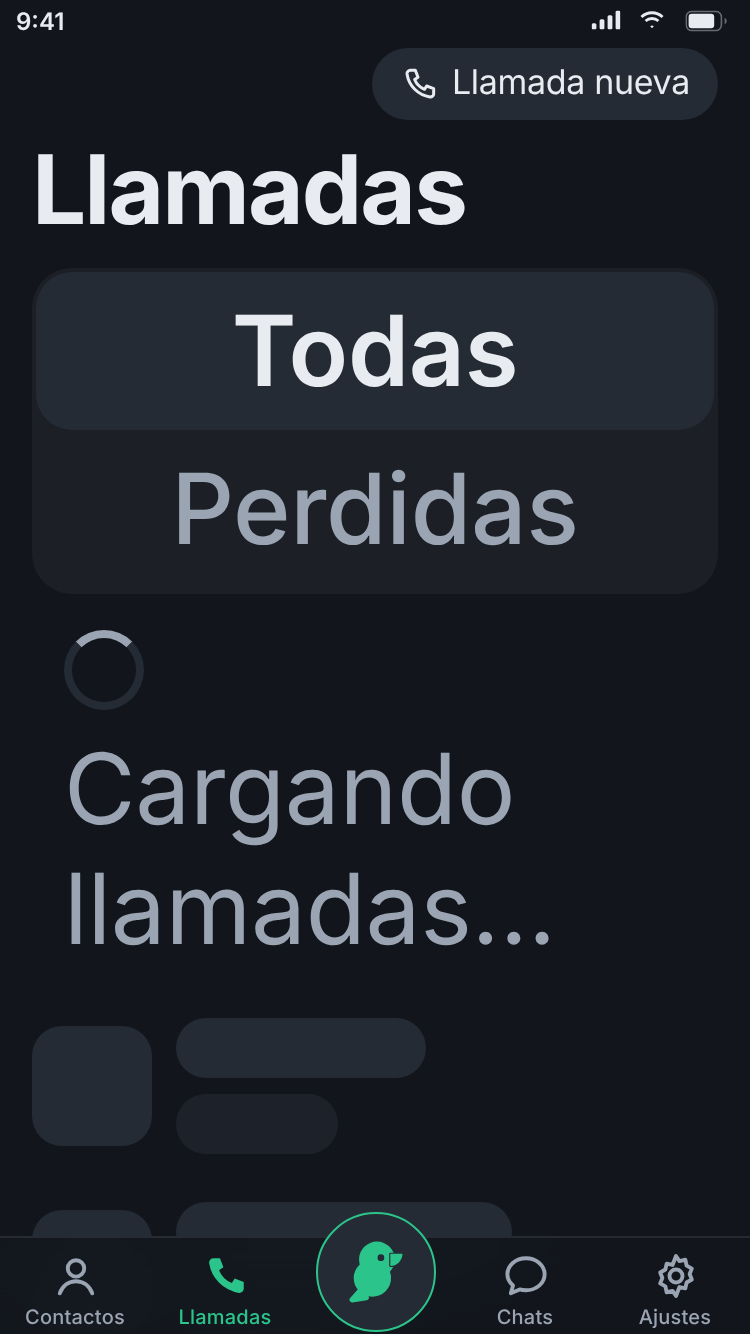 9:41
Llamada nueva
Llamadas
Todas
Perdidas
Cargando
llamadas...
Contactos
Llamadas
Chats
Ajustes